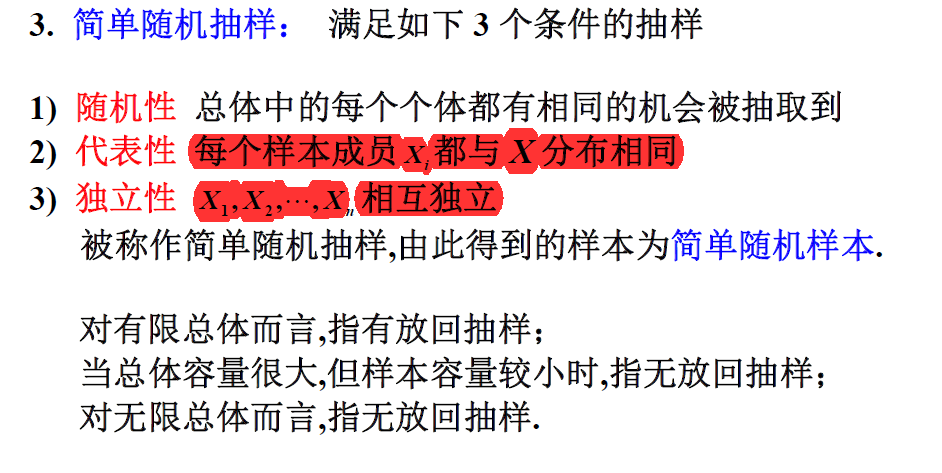 3. 简单随机抽样： 满足如下 3 个条件的抽样
1) 随机性 总体中的每个个体都有相同的机会被抽取到
2) 代表性 每个样本成员 Xi 都与 X 分布相同
3) 独立性 X1,X2,⋯,Xn 相互独立
被称作简单随机抽样,由此得到的样本为简单随机样本.
对有限总体而言,指有放回抽样；
当总体容量很大,但样本容量较小时,指无放回抽样；
对无限总体而言,指无放回抽样.